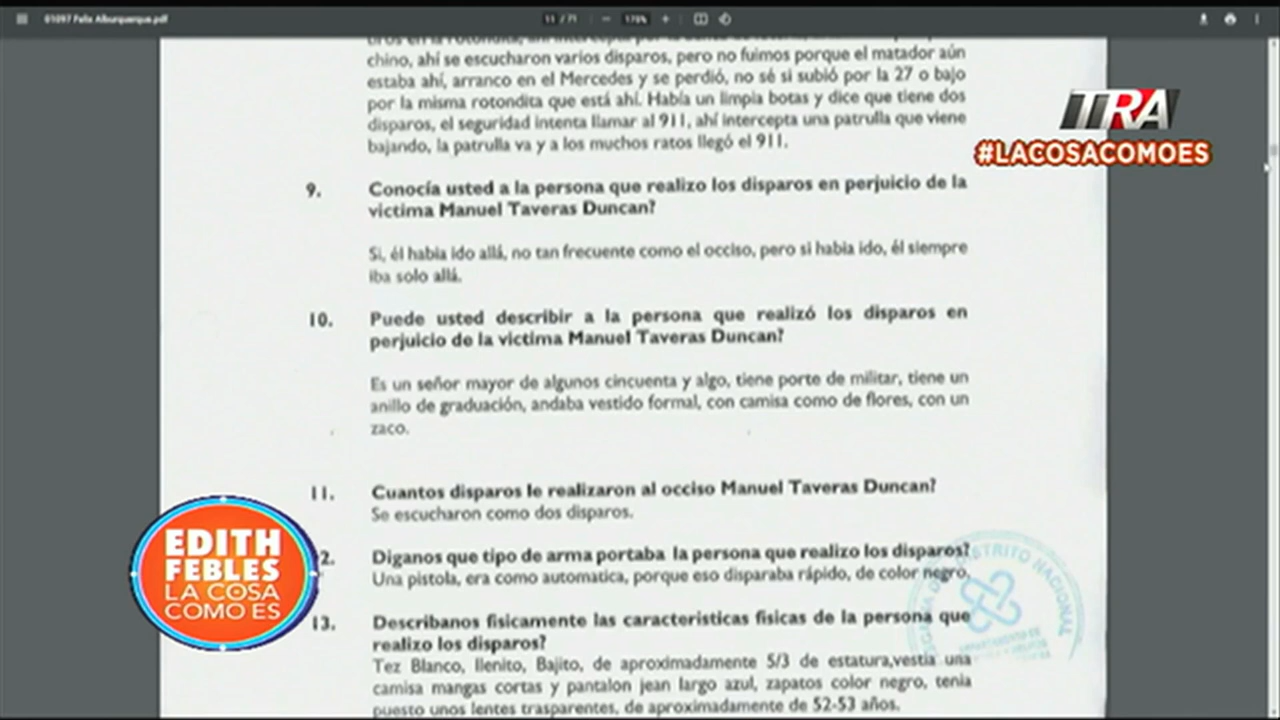 01097 Felix Alburquerque.pdf
11 / 71
170%
chino, ahí se escucharon varios disparos, pero no fuimos porque el matador aún
estaba ahí, arranco en el Mercedes y se perdió, no sé si subió por la 27 o bajo
por la misma rotondita que está ahí. Había un limpia botas y dice que tiene dos
disparos, el seguridad intenta llamar al 911, ahí intercepta una patrulla que viene
bajando, la patrulla va y a los muchos ratos llegó el 911.
TRA
#LACOSACOMOES
9. Conocía usted a la persona que realizo los disparos en perjuicio de la
victima Manuel Taveras Duncan?
Si, él habia ido allá, no tan frecuente como el occiso, pero si habia ido, él siempre
iba solo allá.
10. Puede usted describir a la persona que realizó los disparos en
perjuicio de la victima Manuel Taveras Duncan?
Es un señor mayor de algunos cincuenta y algo, tiene porte de militar, tiene un
anillo de graduación, andaba vestido formal, con camisa como de flores, con un
zaco.
11. Cuantos disparos le realizaron al occiso Manuel Taveras Duncan?
Se escucharon como dos disparos.
2. Diganos que tipo de arma portaba la persona que realizo los disparos?
Una pistola, era como automatica, porque eso disparaba rápido, de color negro.
13. Describanos fisicamente las caracteristicas fisicas de la persona que
realizo los disparos?
Tez Blanco, llenito, Bajito, de aproximadamente 5/3 de estatura,vestia una
camisa mangas cortas y pantalon jean largo azul, zapatos color negro, tenia
puesto unos lentes trasparentes, de aproximadamente de 52-53 años.
EDITH
FEBLES
LA COSA
COMO ES
DISTRITO NACIONAL